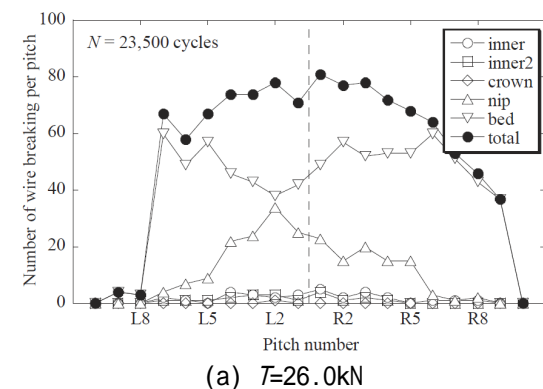 100
80
60
40
20
0
Number of wire breaking per pitch
N = 23,500 cycles
inner
inner2
crown
nip
bed
total
L8 L5 L2 R2 R5 R8
Pitch number
(a) T=26.0kN